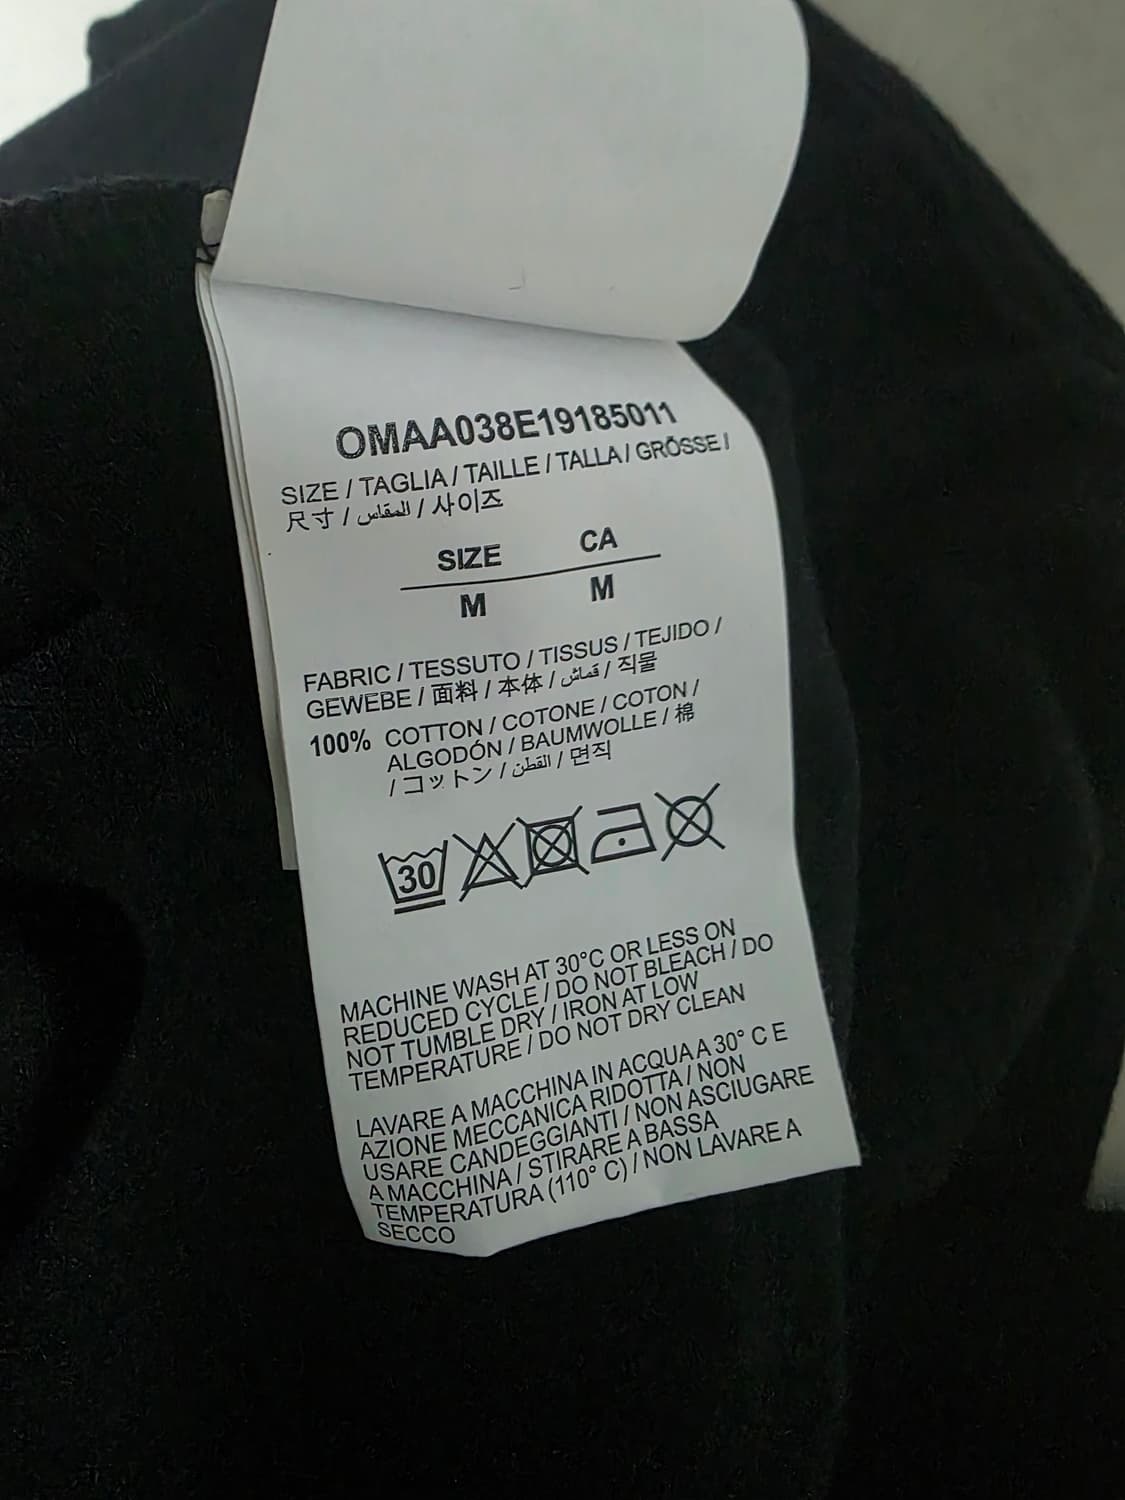 OMAA038E19185011
SIZE / TAGLIA / TAILLE / TALLA / GRÖSSE /
尺寸 / المقاس / 사이즈
SIZE CA
M M
FABRIC / TESSUTO / TISSUS / TEJIDO /
GEWEBE / 面料 / 本体 / قماش / 직물
100% COTTON / COTONE / COTON /
ALGODÓN / BAUMWOLLE / 棉
/ コットン / القطن / 면직
30
MACHINE WASH AT 30°C OR LESS ON
REDUCED CYCLE / DO NOT BLEACH / DO
NOT TUMBLE DRY / IRON AT LOW
TEMPERATURE / DO NOT DRY CLEAN
LAVARE A MACCHINA IN ACQUA A 30° C E
AZIONE MECCANICA RIDOTTA / NON
USARE CANDEGGIANTI / NON ASCIUGARE
A MACCHINA / STIRARE A BASSA
TEMPERATURA (110° C) / NON LAVARE A
SECCO